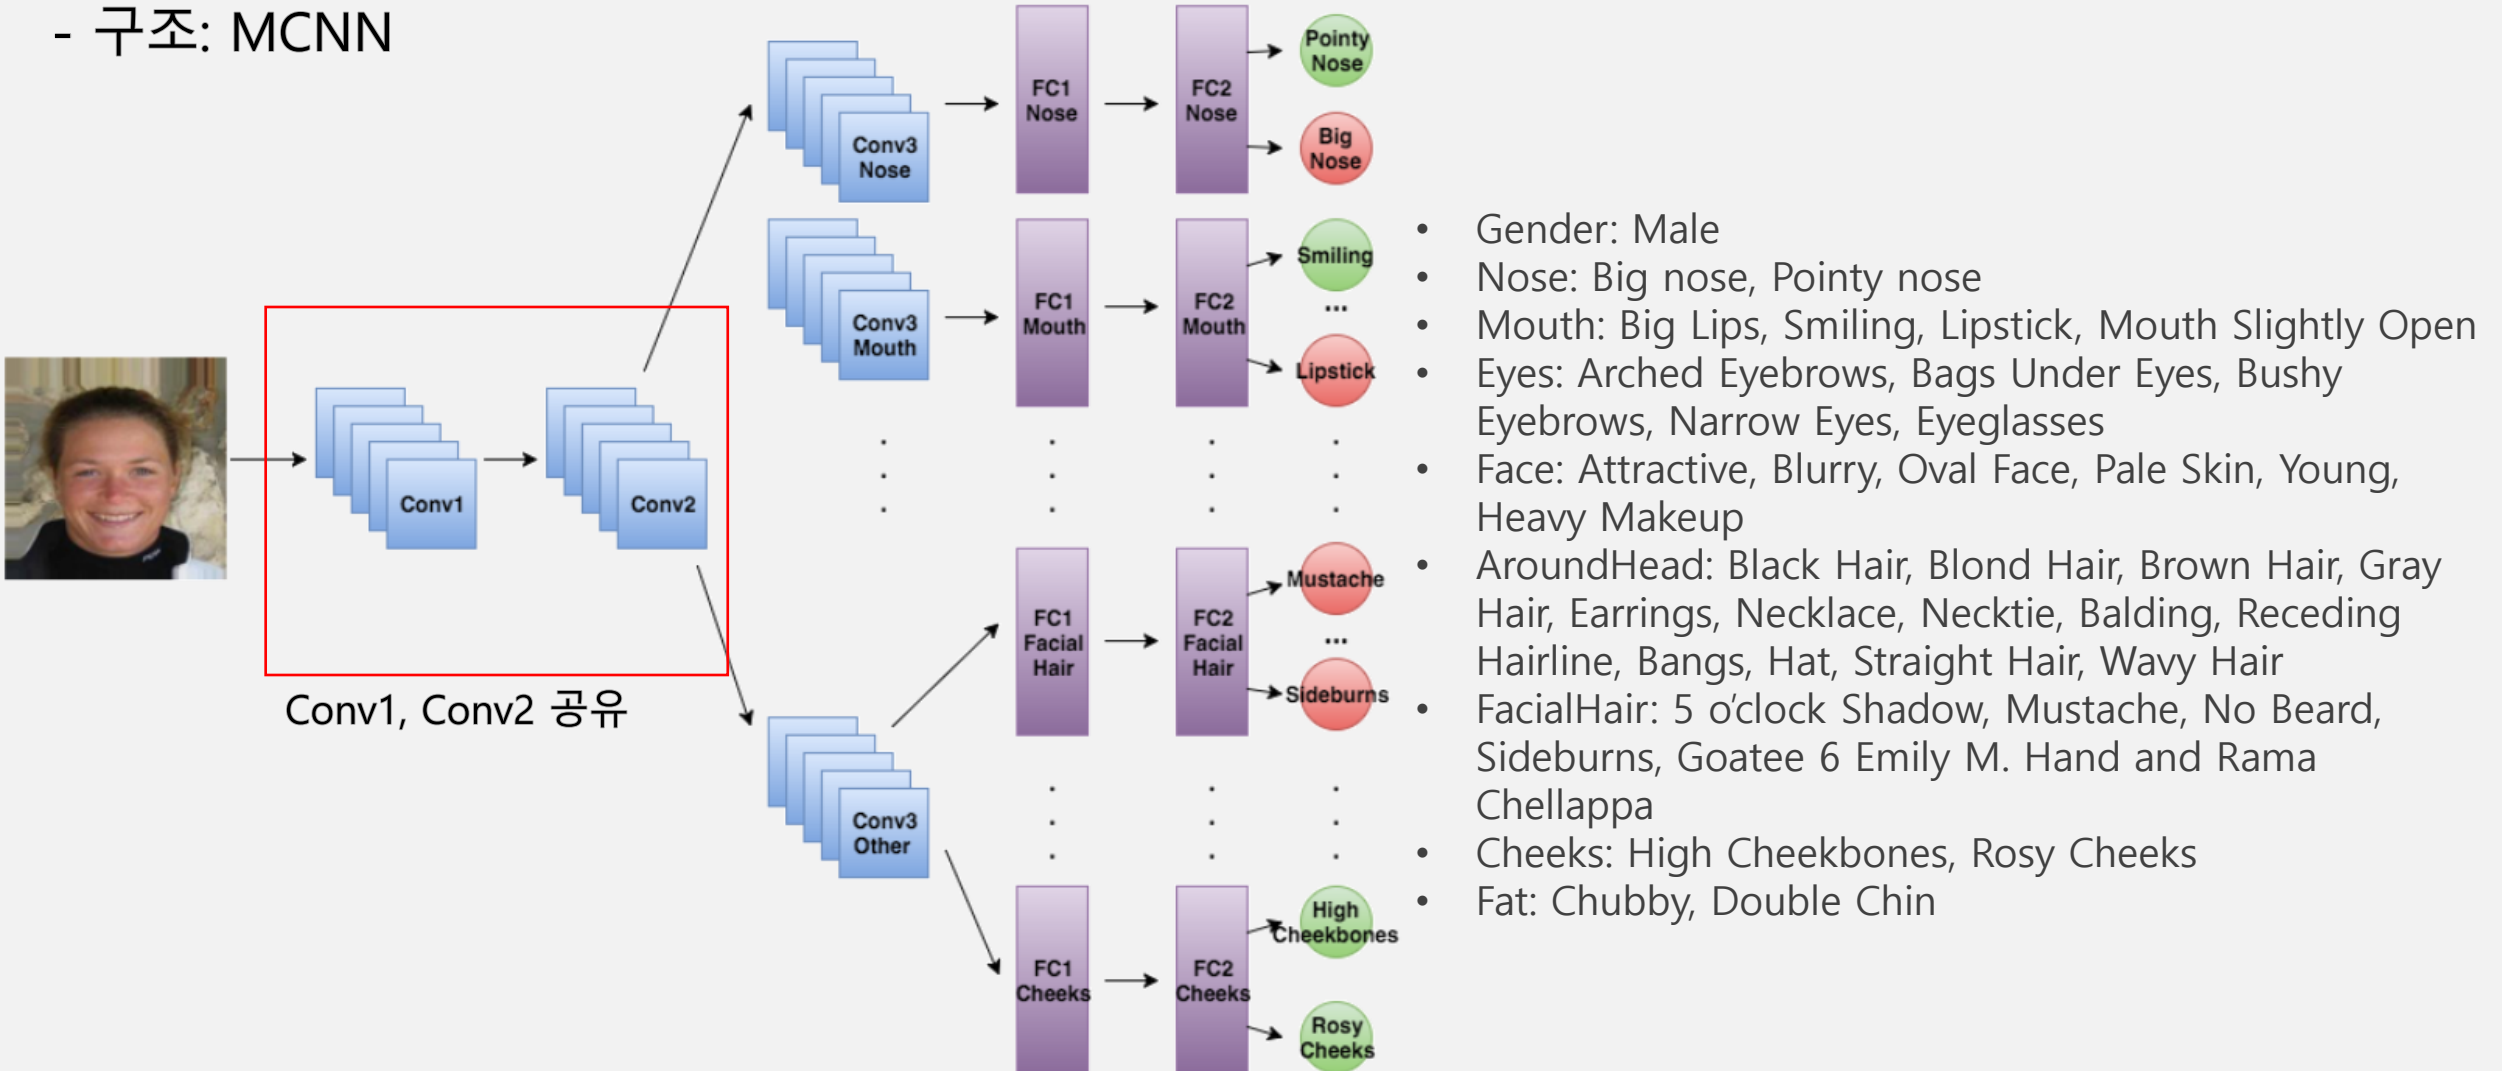 - 구조: MCNN
Conv1
Conv2
Conv1, Conv2 공유
Conv3
Nose
FC1
Nose
FC2
Nose
Pointy
Nose
Big
Nose
Conv3
Mouth
FC1
Mouth
FC2
Mouth
Smiling
...
Lipstick
Conv3
Other
FC1
Facial
Hair
FC2
Facial
Hair
Mustache
...
Sideburns
FC1
Cheeks
FC2
Cheeks
High
Cheekbones
Rosy
Cheeks
• Gender: Male
• Nose: Big nose, Pointy nose
• Mouth: Big Lips, Smiling, Lipstick, Mouth Slightly Open
• Eyes: Arched Eyebrows, Bags Under Eyes, Bushy
Eyebrows, Narrow Eyes, Eyeglasses
• Face: Attractive, Blurry, Oval Face, Pale Skin, Young,
Heavy Makeup
• AroundHead: Black Hair, Blond Hair, Brown Hair, Gray
Hair, Earrings, Necklace, Necktie, Balding, Receding
Hairline, Bangs, Hat, Straight Hair, Wavy Hair
• FacialHair: 5 o’clock Shadow, Mustache, No Beard,
Sideburns, Goatee 6 Emily M. Hand and Rama
Chellappa
• Cheeks: High Cheekbones, Rosy Cheeks
• Fat: Chubby, Double Chin